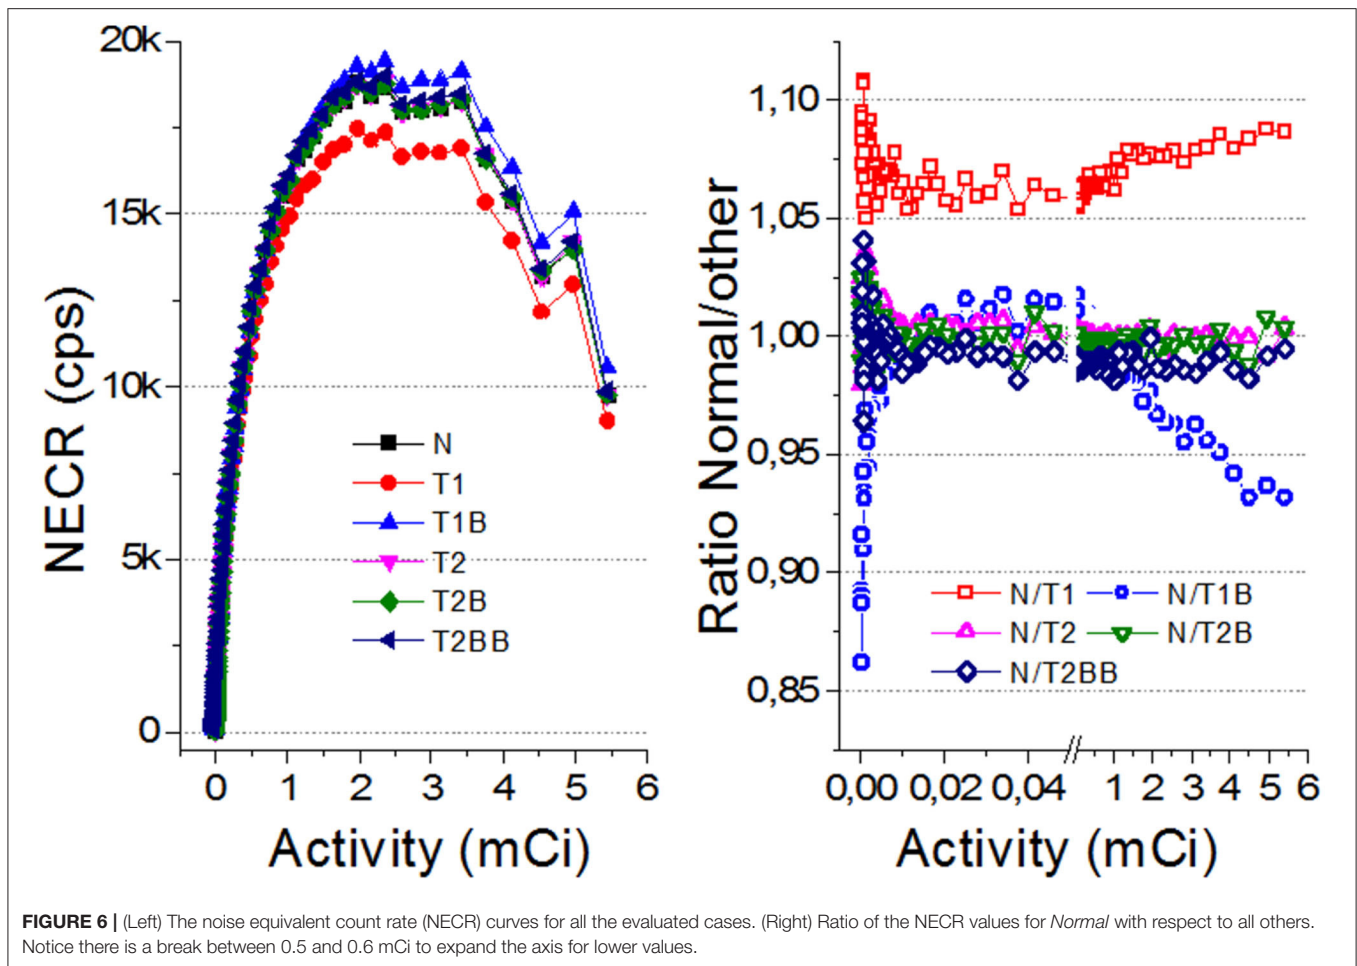 20k
15k
10k
5k
0
NECR (cps)
N
T1
T1B
T2
T2B
T2BB
0 1 2 3 4 5 6
Activity (mCi)
1,10
1,05
1,00
0,95
0,90
0,85
Ratio Normal/other
N/T1 N/T1B
N/T2 N/T2B
N/T2BB
0,00 0,02 0,04 1 2 3 4 5 6
Activity (mCi)
FIGURE 6 | (Left) The noise equivalent count rate (NECR) curves for all the evaluated cases. (Right) Ratio of the NECR values for Normal with respect to all others.
Notice there is a break between 0.5 and 0.6 mCi to expand the axis for lower values.